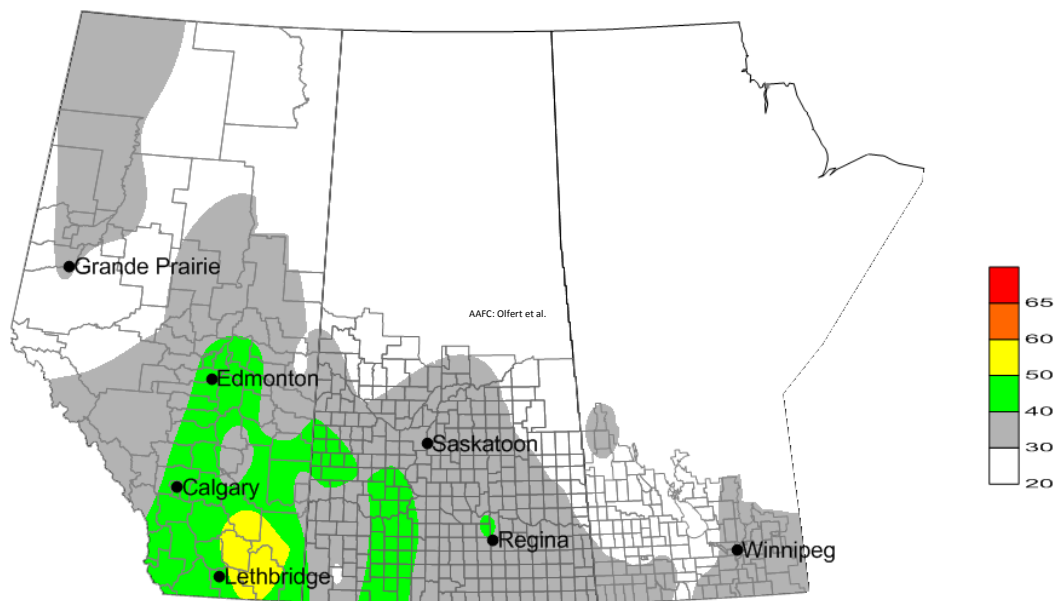 Grande Prairie
AAFC: Olfert et al.
Edmonton
Saskatoon
Calgary
Regina
Winnipeg
Lethbridge
65
60
50
40
30
20